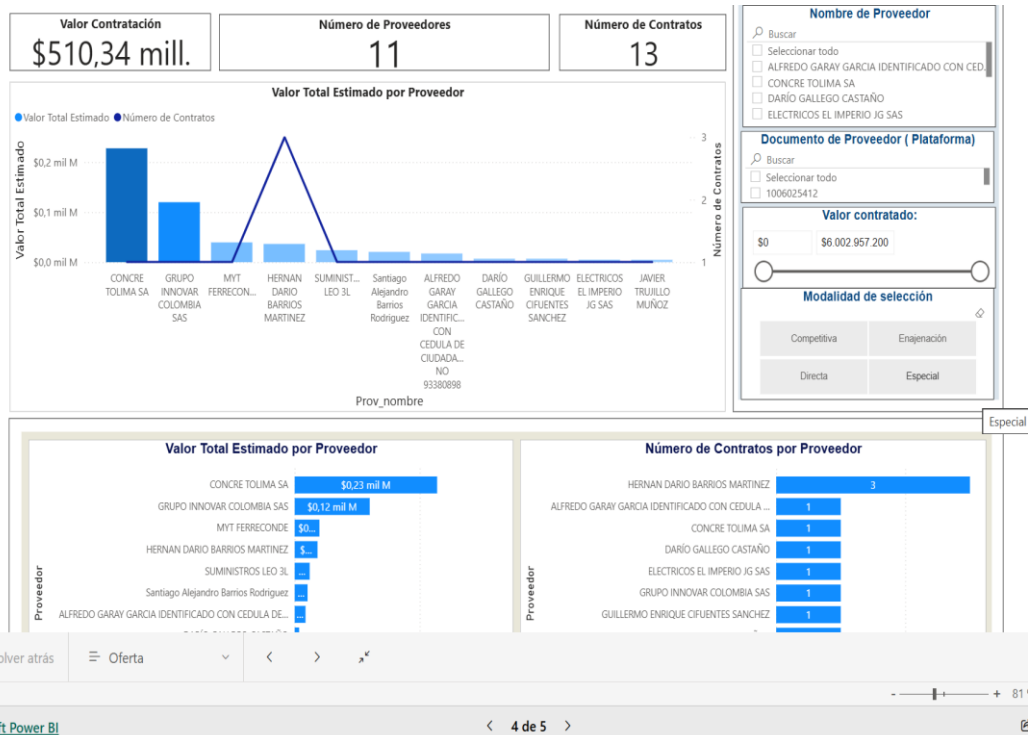 Valor Contratación
$510,34 mill.
Número de Proveedores
11
Número de Contratos
13
Valor Total Estimado por Proveedor
Valor Total Estimado Número de Contratos
Valor Total Estimado
$0,2 mil M
$0,1 mil M
$0,0 mil M
3
2
1
Número de Contratos
CONCRE
TOLIMA SA
GRUPO
INNOVAR
COLOMBIA
SAS
MYT
FERRECON...
HERNAN
DARIO
BARRIOS
MARTINEZ
SUMINIST...
LEO 3L
Santiago
Alejandro
Barrios
Rodriguez
ALFREDO
GARAY
GARCIA
IDENTIFIC...
CON
CEDULA DE
CIUDADA...
NO
93380898
DARÍO
GALLEGO
CASTAÑO
GUILLERMO
ENRIQUE
CIFUENTES
SANCHEZ
ELECTRICOS
EL IMPERIO
JG SAS
JAVIER
TRUJILLO
MUÑOZ
Prov_nombre
Nombre de Proveedor
Buscar
Seleccionar todo
ALFREDO GARAY GARCIA IDENTIFICADO CON CED.
CONCRE TOLIMA SA
DARÍO GALLEGO CASTAÑO
ELECTRICOS EL IMPERIO JG SAS
Documento de Proveedor ( Plataforma)
Buscar
Seleccionar todo
1006025412
Valor contratado:
$0 $6.002.957.200
Modalidad de selección
Competitiva Enajenación
Directa Especial
Especial
Valor Total Estimado por Proveedor
Proveedor
CONCRE TOLIMA SA $0,23 mil M
GRUPO INNOVAR COLOMBIA SAS $0,12 mil M
MYT FERRECONDE $0...
HERNAN DARIO BARRIOS MARTINEZ $...
SUMINISTROS LEO 3L ...
Santiago Alejandro Barrios Rodriguez ...
ALFREDO GARAY GARCIA IDENTIFICADO CON CEDULA DE... ...
Número de Contratos por Proveedor
Proveedor
HERNAN DARIO BARRIOS MARTINEZ 3
ALFREDO GARAY GARCIA IDENTIFICADO CON CEDULA ... 1
CONCRE TOLIMA SA 1
DARÍO GALLEGO CASTAÑO 1
ELECTRICOS EL IMPERIO JG SAS 1
GRUPO INNOVAR COLOMBIA SAS 1
GUILLERMO ENRIQUE CIFUENTES SANCHEZ 1
olver atrás
Oferta
- + 81
ft Power BI
4 de 5